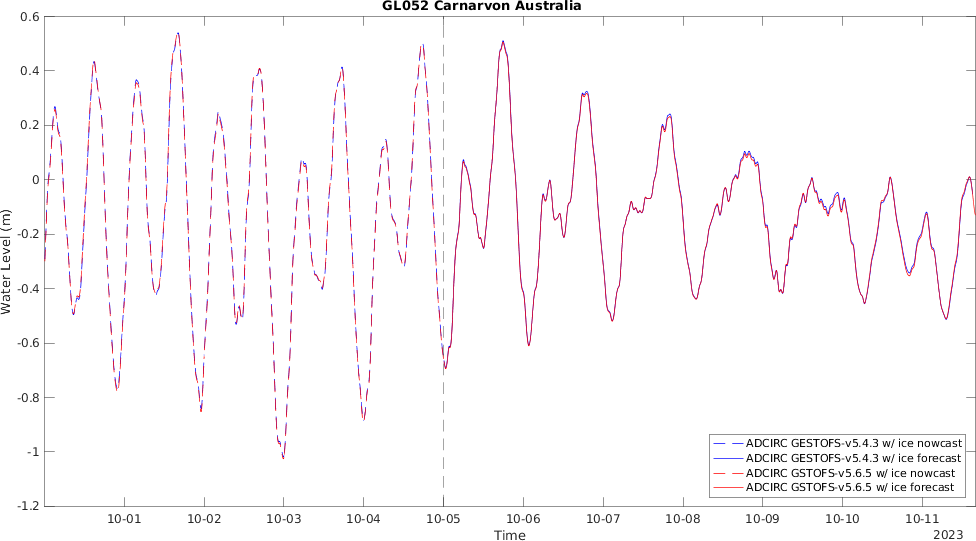 GL052 Carnarvon Australia
0.6
0.4
0.2
0
-0.2
-0.4
-0.6
-0.8
-1
-1.2
Water Level (m)
ADCIRC GESTOFS-v5.4.3 w/ ice nowcast
ADCIRC GESTOFS-v5.4.3 w/ ice forecast
ADCIRC GSTOFS-v5.6.5 w/ ice nowcast
ADCIRC GSTOFS-v5.6.5 w/ ice forecast
10-01 10-02 10-03 10-04 10-05 10-06 10-07 10-08 10-09 10-10 10-11
Time
2023